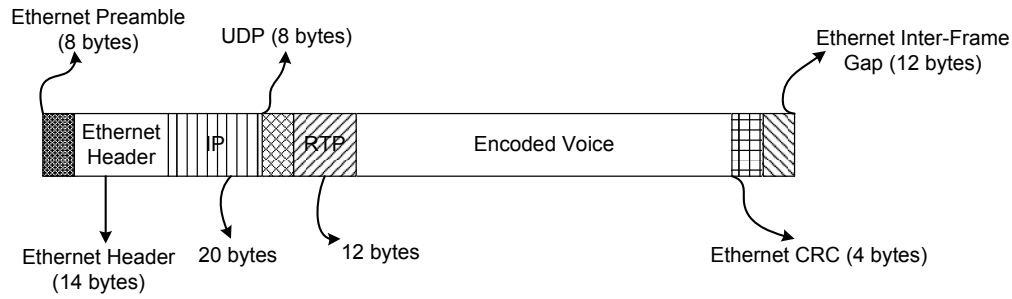 Ethernet Preamble
(8 bytes)
UDP (8 bytes)
Ethernet Inter-Frame
Gap (12 bytes)
Ethernet
Header
IP
RTP
Encoded Voice
Ethernet Header
(14 bytes)
20 bytes
12 bytes
Ethernet CRC (4 bytes)